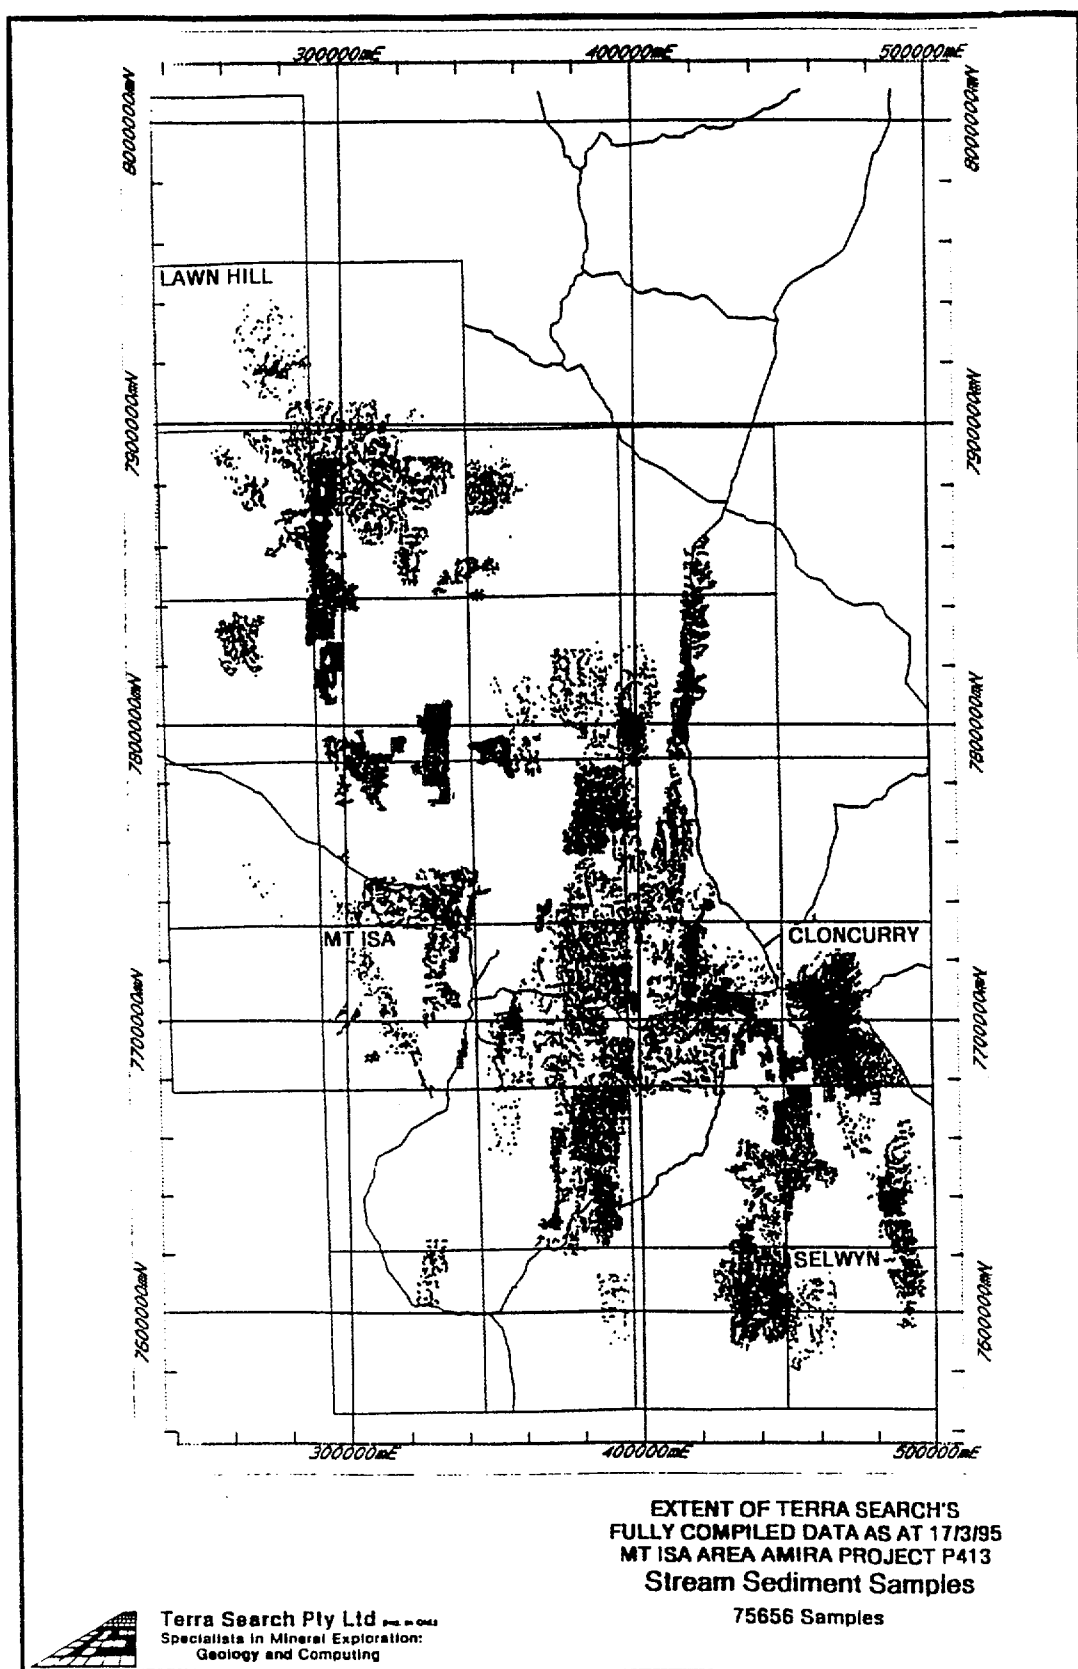 300000mE 400000mE 500000mE
8000000mN 8000000mN
LAWN HILL
7900000mN 7900000mN
7800000mN 7800000mN
MT ISA
CLONCURRY
7700000mN 7700000mN
SELWYN
7600000mN 7600000mN
300000mE 400000mE 500000mE
EXTENT OF TERRA SEARCH'S
FULLY COMPILED DATA AS AT 17/3/95
MT ISA AREA AMIRA PROJECT P413
Stream Sediment Samples
75656 Samples
Terra Search Pty Ltd
Specialists in Mineral Exploration:
Geology and Computing